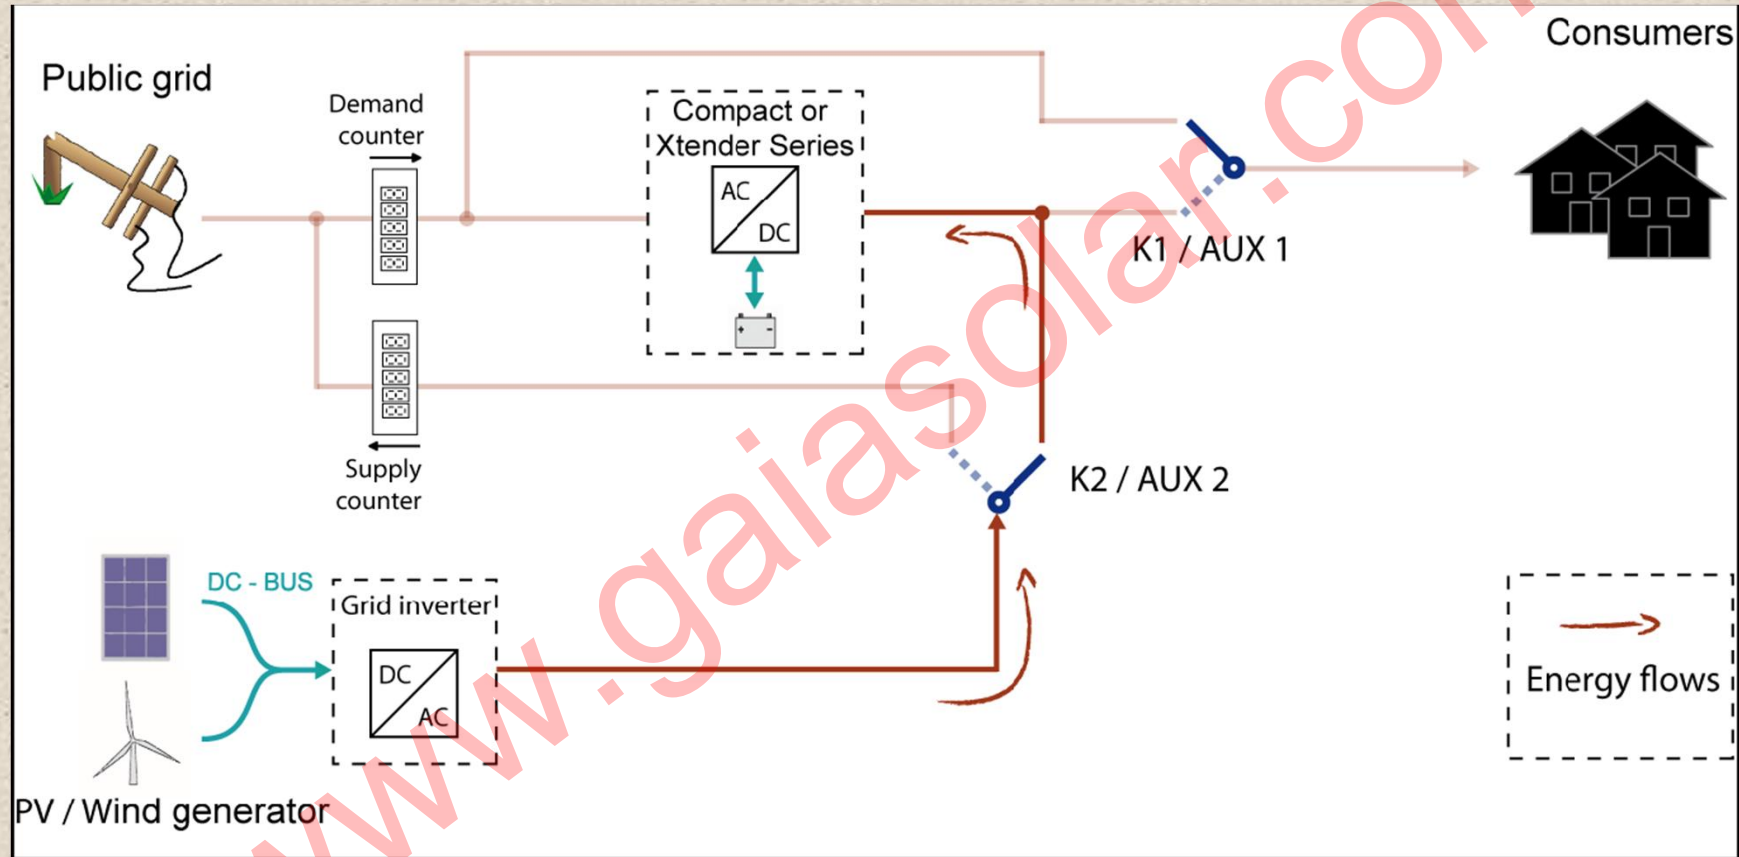 Consumers
Public grid
Demand
counter
Compact or
Xtender Series
AC
DC
+ -
K1 / AUX 1
Supply
counter
K2 / AUX 2
DC - BUS
Grid inverter
DC
AC
Energy flows
PV / Wind generator
www.gaiasolar.com